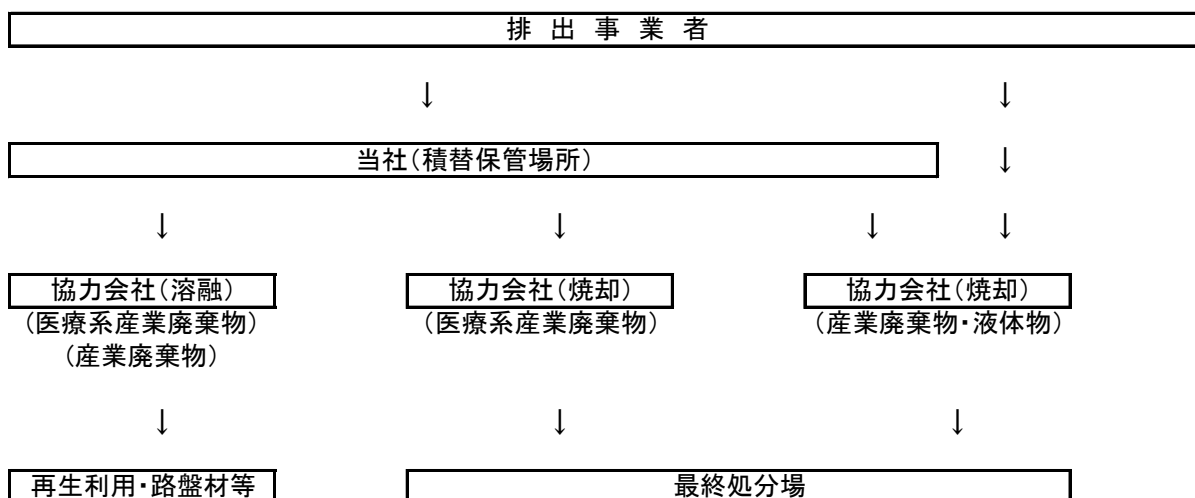 排 出 事 業 者
↓ ↓
当社（積替保管場所） ↓
↓ ↓ ↓ ↓
協力会社（溶融） 協力会社（焼却） 協力会社（焼却）
（医療系産業廃棄物） （医療系産業廃棄物） （産業廃棄物・液体物）
（産業廃棄物）
↓ ↓ ↓
再生利用・路盤材等 最終処分場